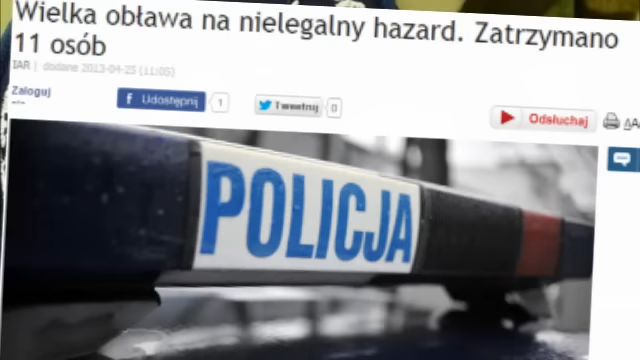 Wielka obława na nielegalny hazard. Zatrzymano
11 osób
IAR | dodane 2013-04-25 (11:05)
Zaloguj
Udostępnij
1
Tweetnij
0
Odsłuchaj
POLICJA